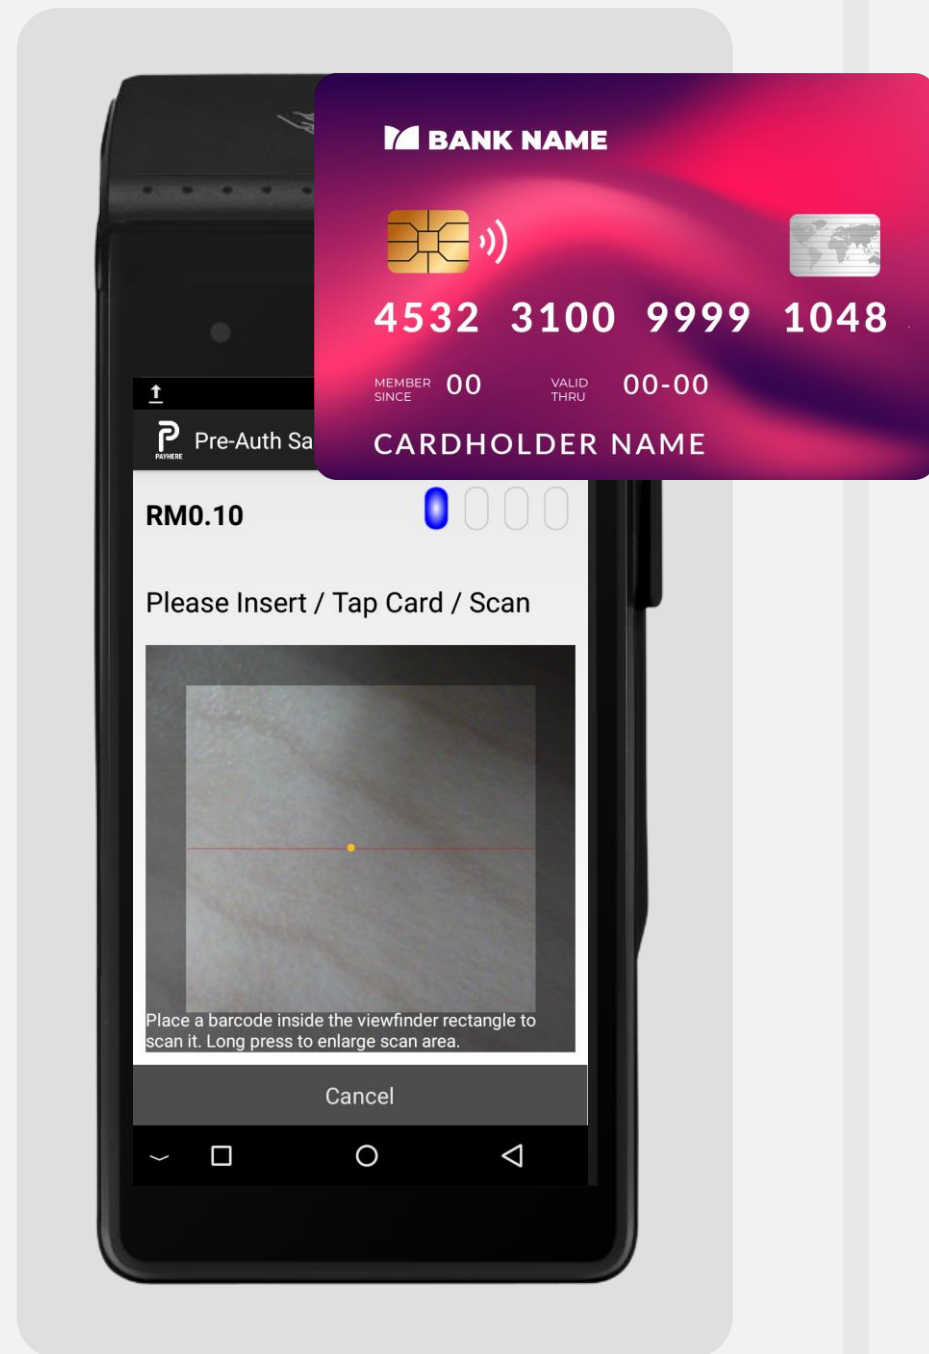 BANK NAME
4532 3100 9999 1048
MEMBER SINCE 00 VALID THRU 00-00
CARDHOLDER NAME
PAYHERE
Pre-Auth Sa
RM0.10
Please Insert / Tap Card / Scan
Place a barcode inside the viewfinder rectangle to
scan it. Long press to enlarge scan area.
Cancel